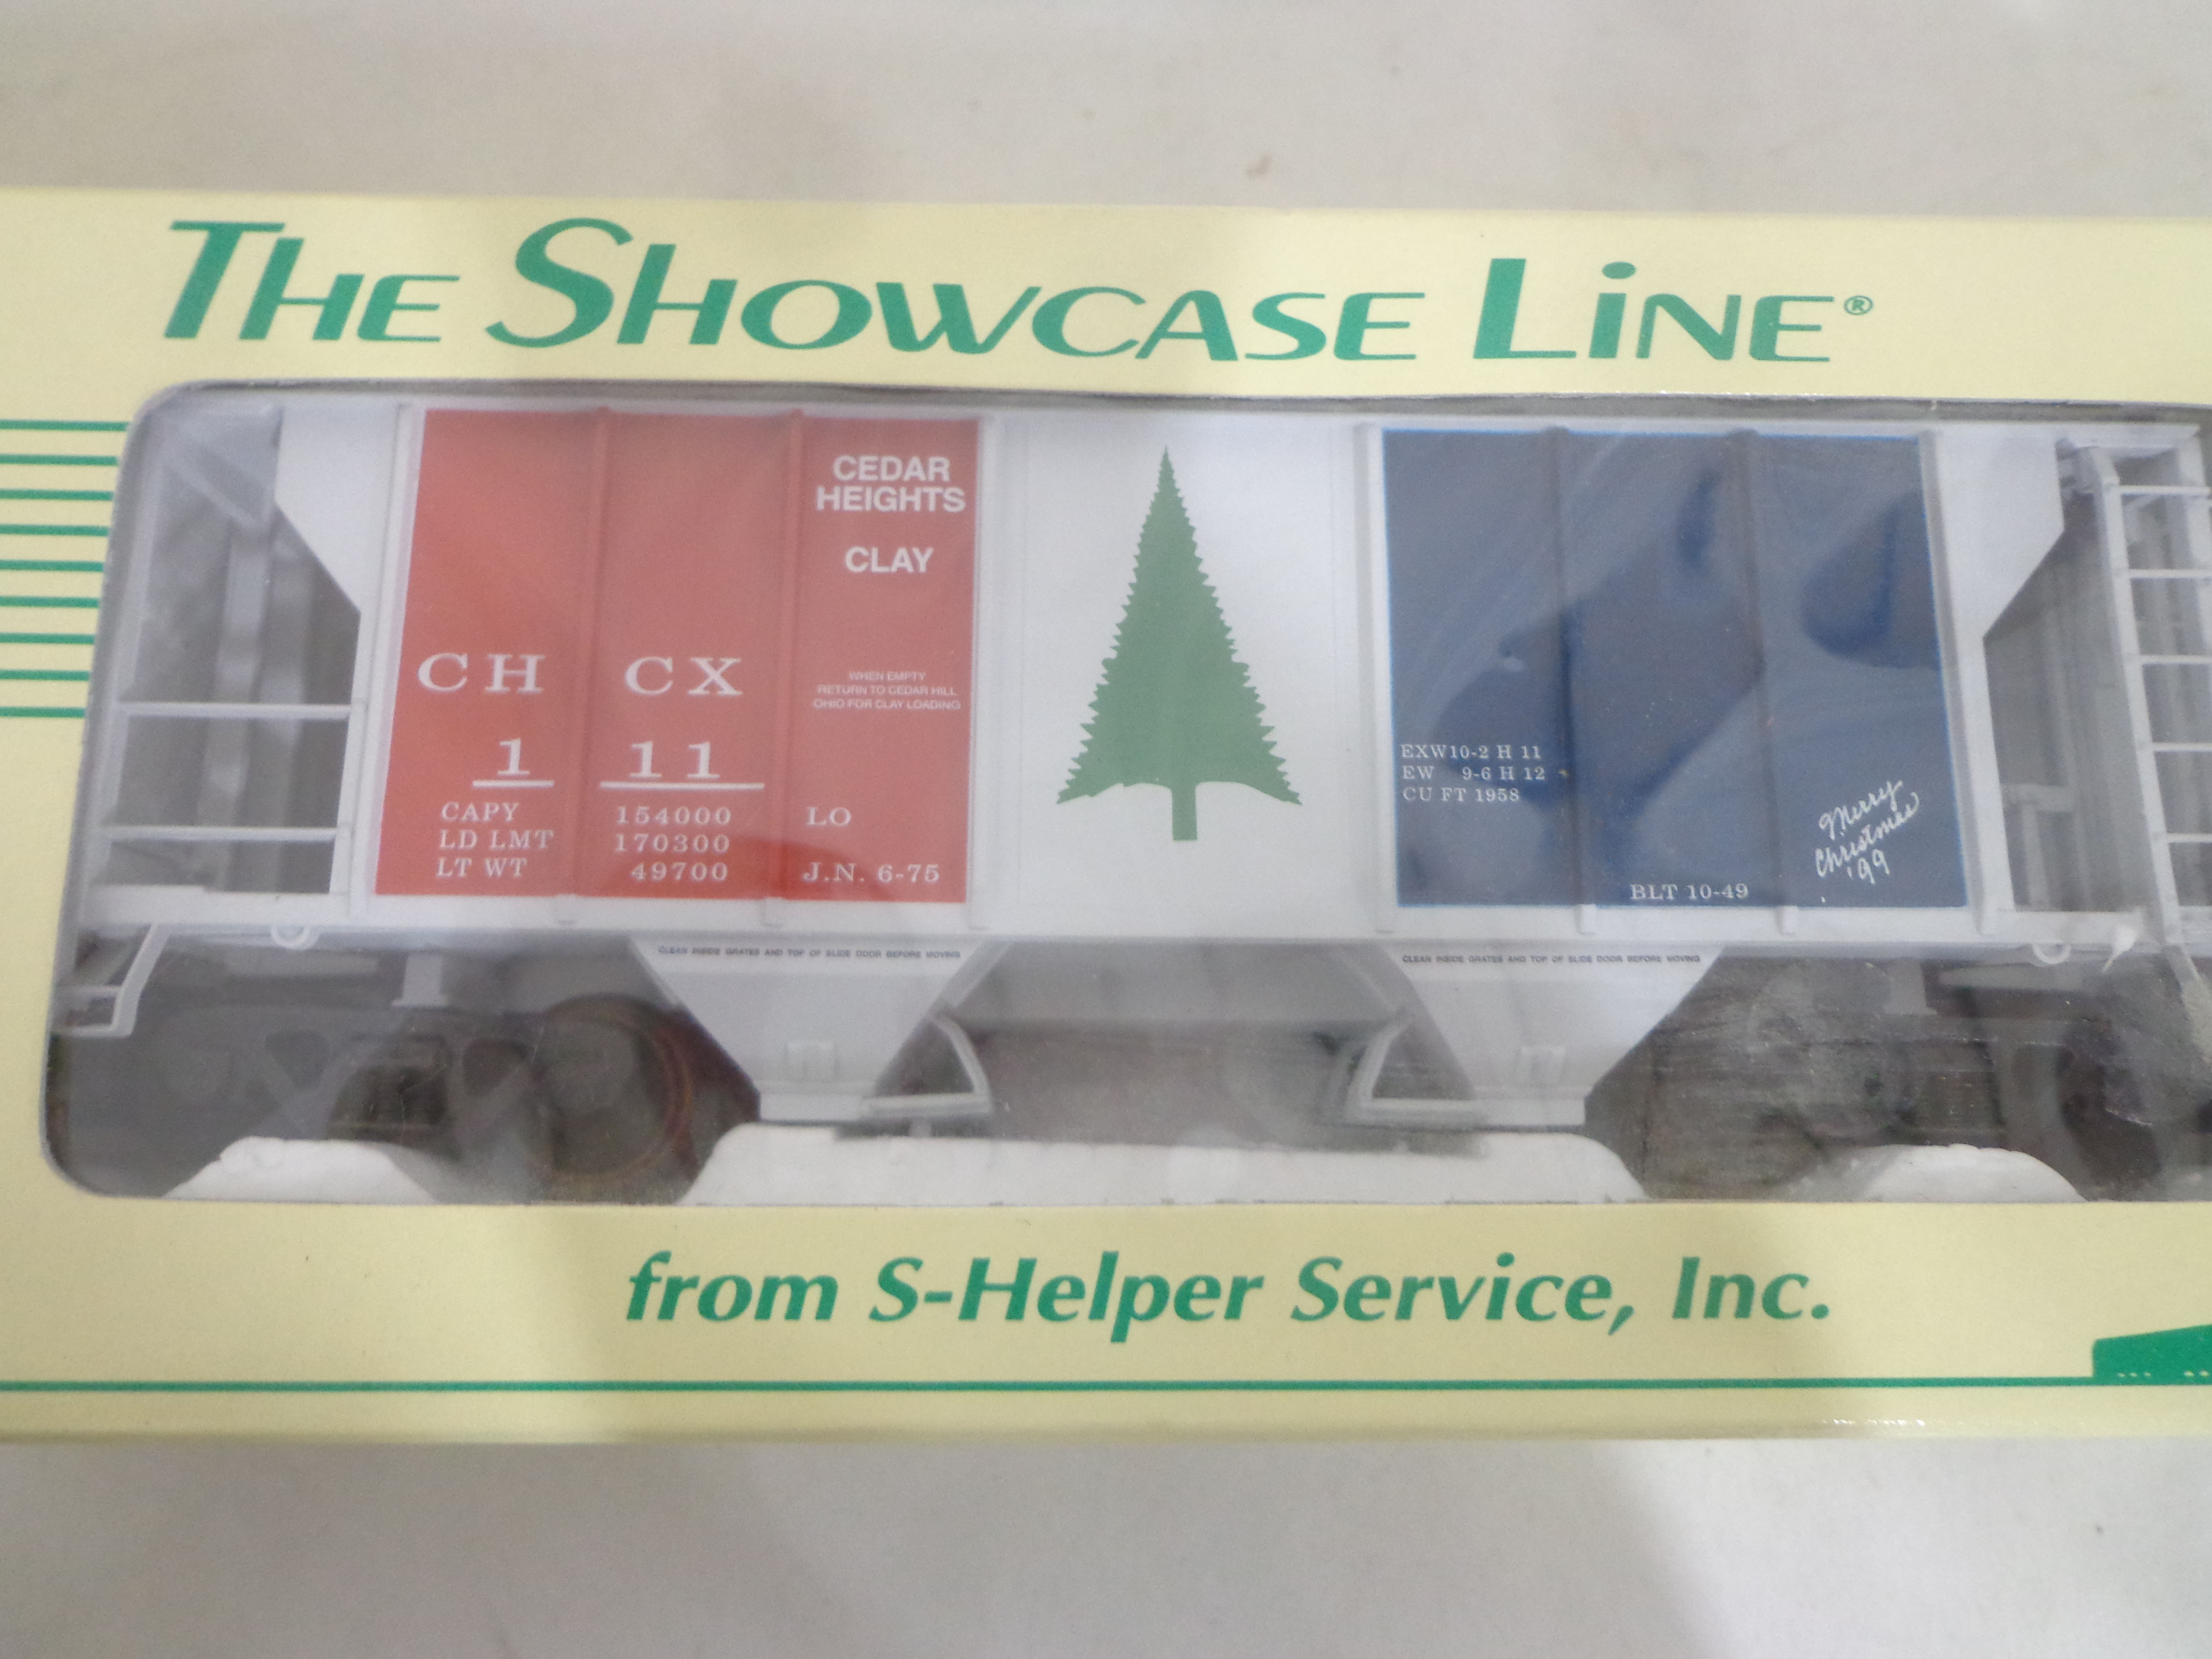 THE SHOWCASE LINE®
CEDAR
HEIGHTS
CLAY
CH CX
1 11
WHEN EMPTY
RETURN TO CEDAR HILL
OHIO FOR CLAY LOADING
CAPY 154000 LO
LD LMT 170300
LT WT 49700 J.N. 6-75
EXW10-2 H 11
EW 9-6 H 12
CU FT 1958
Merry
Christmas
'99
BLT 10-49
CLEAN INSIDE GRATES AND TOP OF SLIDE DOOR BEFORE MOVING
CLEAN INSIDE GRATES AND TOP OF SLIDE DOOR BEFORE MOVING
from S-Helper Service, Inc.